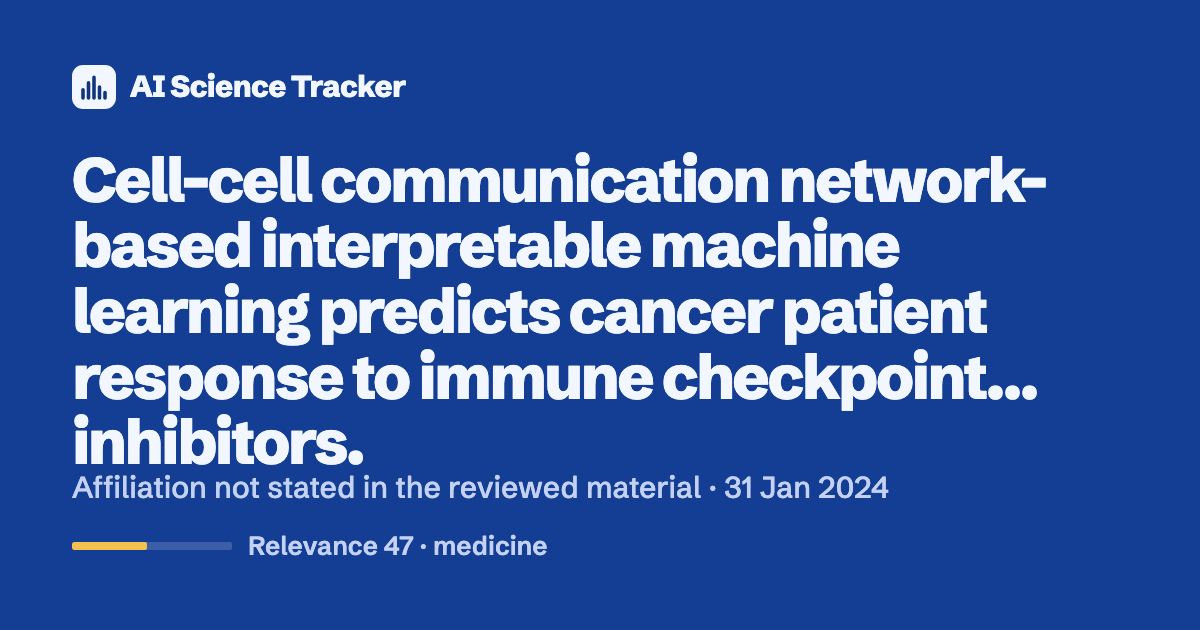 AI Science Tracker
Cell-cell communication network-
based interpretable machine
learning predicts cancer patient
response to immune checkpoint...
inhibitors.
Affiliation not stated in the reviewed material · 31 Jan 2024
Relevance 47 · medicine